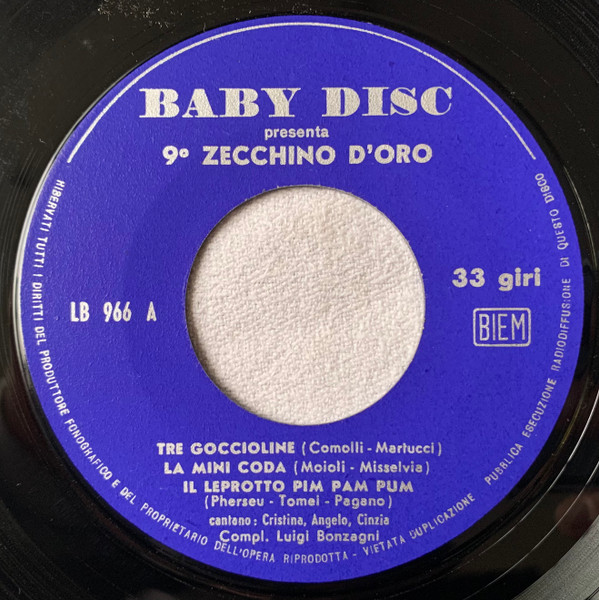 BABY DISC
presenta
9º ZECCHINO D'ORO
33 giri
LB 966 A
BIEM
TRE GOCCIOLINE (Comolli - Martucci)
LA MINI CODA (Moioli - Misselvia)
IL LEPROTTO PIM PAM PUM
(Pherseu - Tomei - Pagano)
cantano: Cristina, Angelo, Cinzia
Compl. Luigi Bonzagni
RISERVATI TUTTI I DIRITTI DEL PRODUTTORE FONOGRAFICO E DEL PROPRIETARIO DELL'OPERA RIPRODOTTA - VIETATA DUPLICAZIONE PUBBLICA ESECUZIONE RADIODIFFUSIONE DI QUESTO DISCO